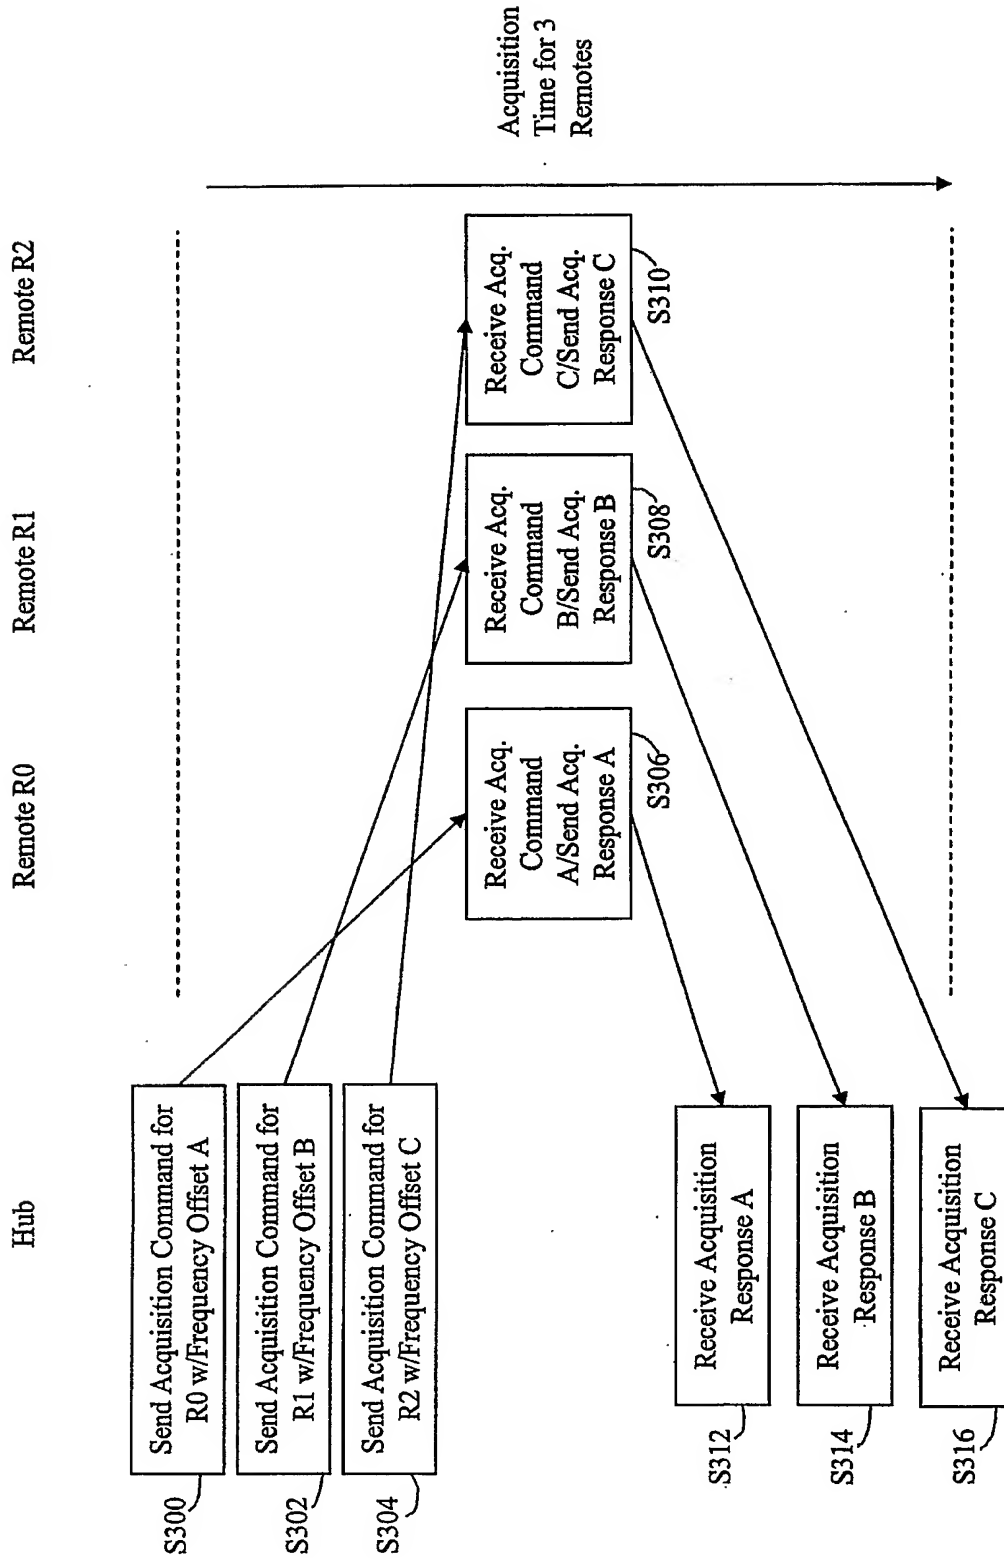 Hub
Remote R0
Remote R1
Remote R2
S300
Send Acquisition Command for
R0 w/Frequency Offset A
S302
Send Acquisition Command for
R1 w/Frequency Offset B
S304
Send Acquisition Command for
R2 w/Frequency Offset C
Receive Acq.
Command
A/Send Acq.
Response A
S306
Receive Acq.
Command
B/Send Acq.
Response B
S308
Receive Acq.
Command
C/Send Acq.
Response C
S310
Acquisition
Time for 3
Remotes
S312
Receive Acquisition
Response A
S314
Receive Acquisition
Response B
S316
Receive Acquisition
Response C